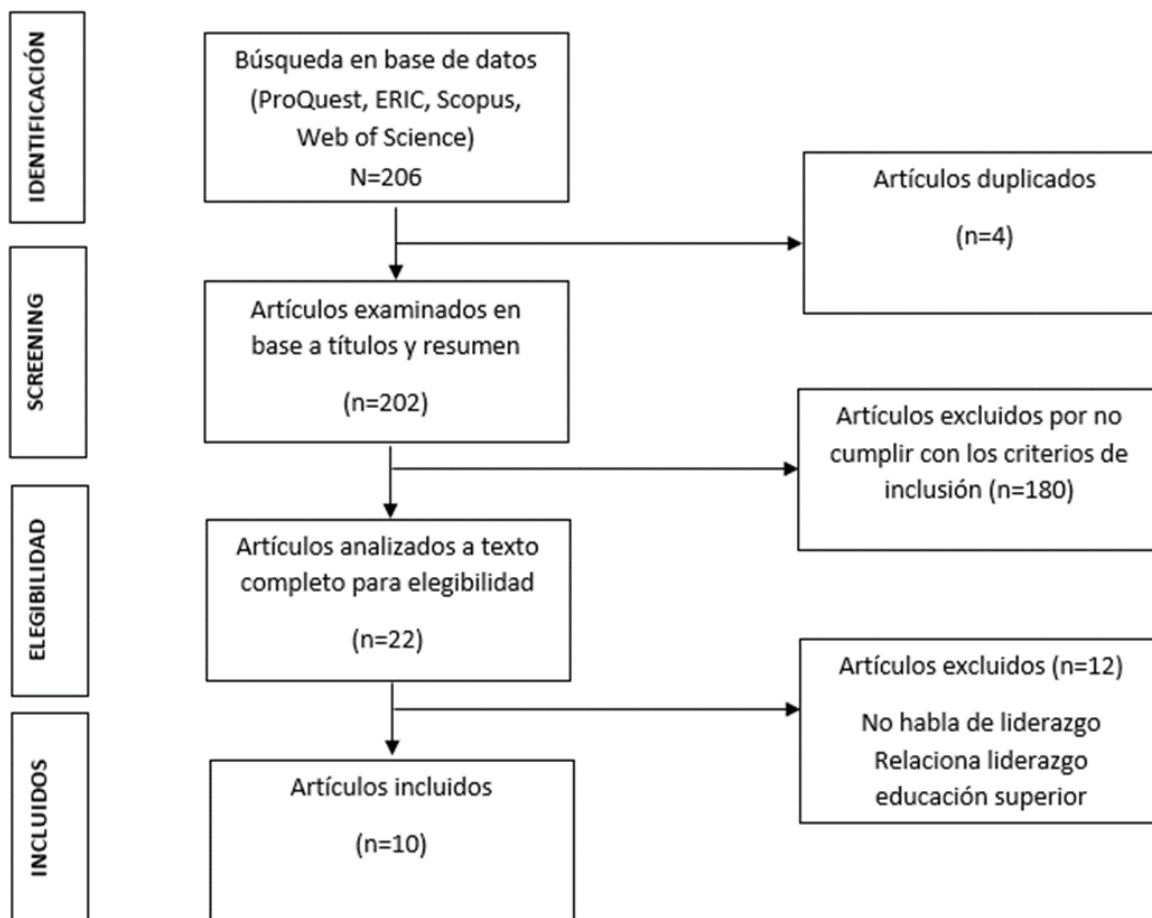 IDENTIFICACIÓN
Búsqueda en base de datos
(ProQuest, ERIC, Scopus,
Web of Science)
N=206
Artículos duplicados
(n=4)
SCREENING
Artículos examinados en
base a títulos y resumen
(n=202)
Artículos excluidos por no
cumplir con los criterios de
inclusión (n=180)
ELEGIBILIDAD
Artículos analizados a texto
completo para elegibilidad
(n=22)
Artículos excluidos (n=12)
No habla de liderazgo
Relaciona liderazgo
educación superior
INCLUIDOS
Artículos incluidos
(n=10)